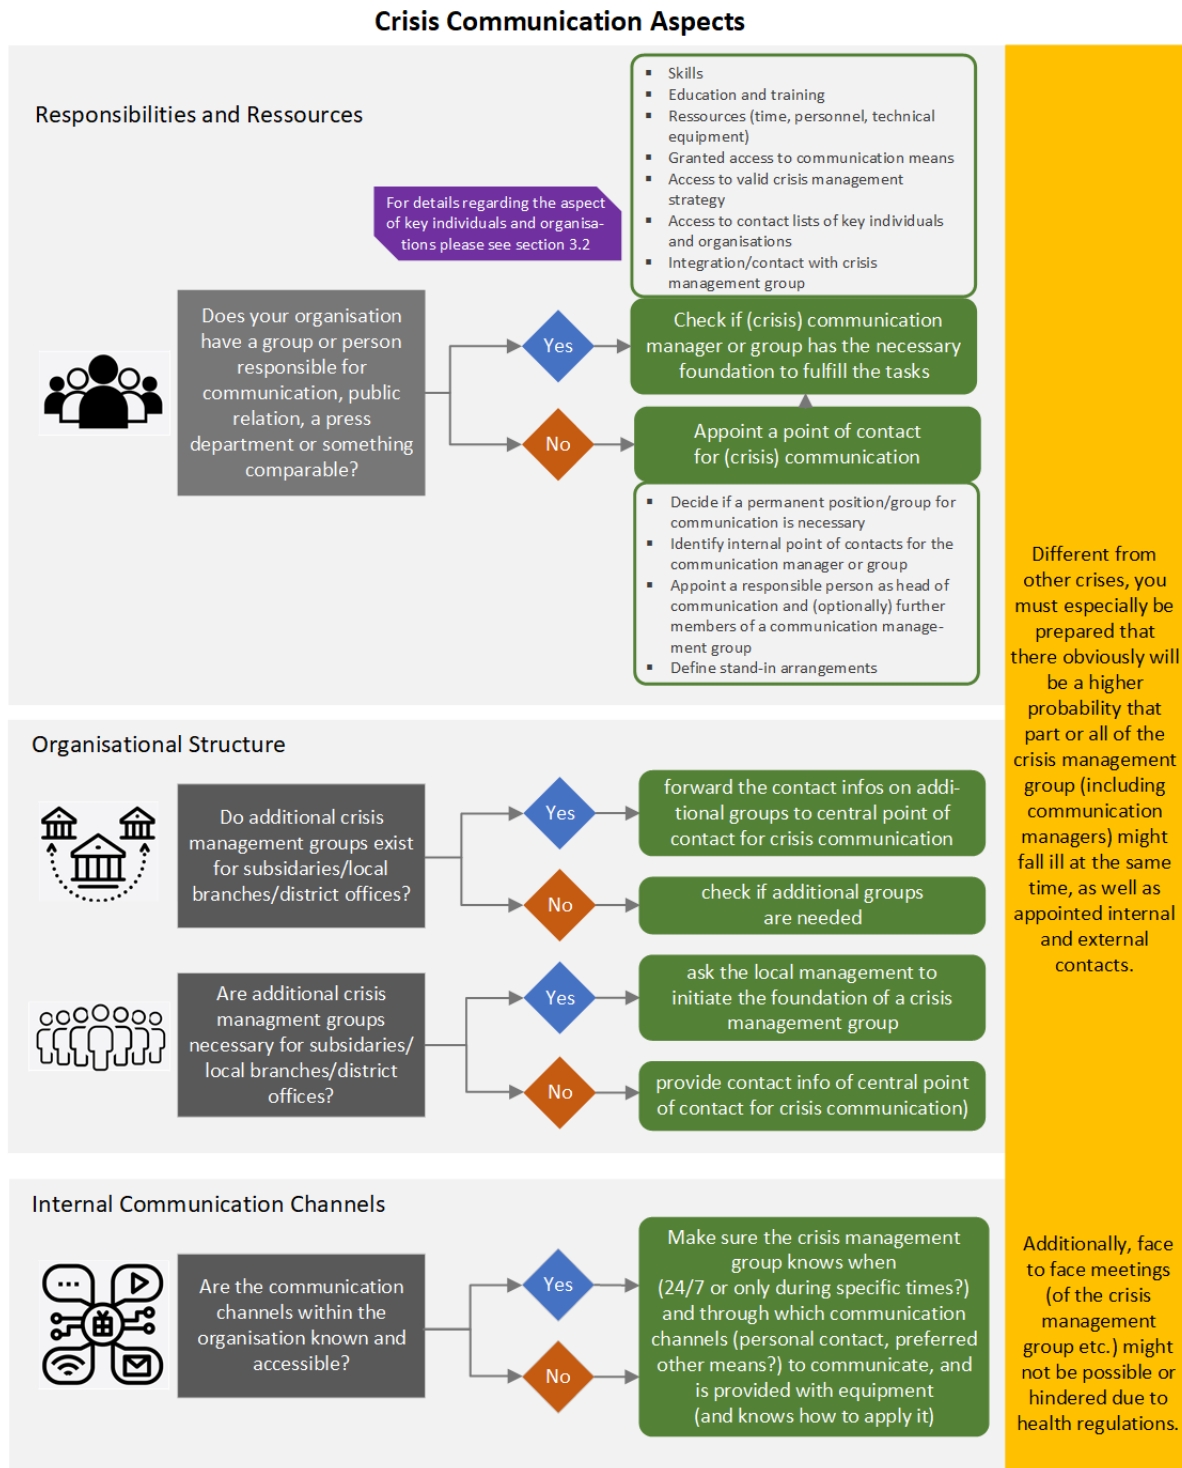 Crisis Communication Aspects
Responsibilities and Ressources
▪ Skills
▪ Education and training
▪ Ressources (time, personnel, technical
equipment)
▪ Granted access to communication means
▪ Access to valid crisis management
strategy
▪ Access to contact lists of key individuals
and organisations
▪ Integration/contact with crisis
management group
For details regarding the aspect
of key individuals and organisa-
tions please see section 3.2
Does your organisation
have a group or person
responsible for
communication, public
relation, a press
department or something
comparable?
Yes
Check if (crisis) communication
manager or group has the necessary
foundation to fulfill the tasks
No
Appoint a point of contact
for (crisis) communication
▪ Decide if a permanent position/group for
communication is necessary
▪ Identify internal point of contacts for the
communication manager or group
▪ Appoint a responsible person as head of
communication and (optionally) further
members of a communication manage-
ment group
▪ Define stand-in arrangements
Organisational Structure
Do additional crisis
management groups exist
for subsidaries/local
branches/district offices?
Yes
forward the contact infos on addi-
tional groups to central point of
contact for crisis communication
No
check if additional groups
are needed
Are additional crisis
managment groups
necessary for subsidaries/
local branches/district
offices?
Yes
ask the local management to
initiate the foundation of a crisis
management group
No
provide contact info of central point
of contact for crisis communication)
Internal Communication Channels
Are the communication
channels within the
organisation known and
accessible?
Yes
No
Make sure the crisis management
group knows when
(24/7 or only during specific times?)
and through which communication
channels (personal contact, preferred
other means?) to communicate, and
is provided with equipment
(and knows how to apply it)
Different from
other crises, you
must especially be
prepared that
there obviously will
be a higher
probability that
part or all of the
crisis management
group (including
communication
managers) might
fall ill at the same
time, as well as
appointed internal
and external
contacts.
Additionally, face
to face meetings
(of the crisis
management
group etc.) might
not be possible or
hindered due to
health regulations.